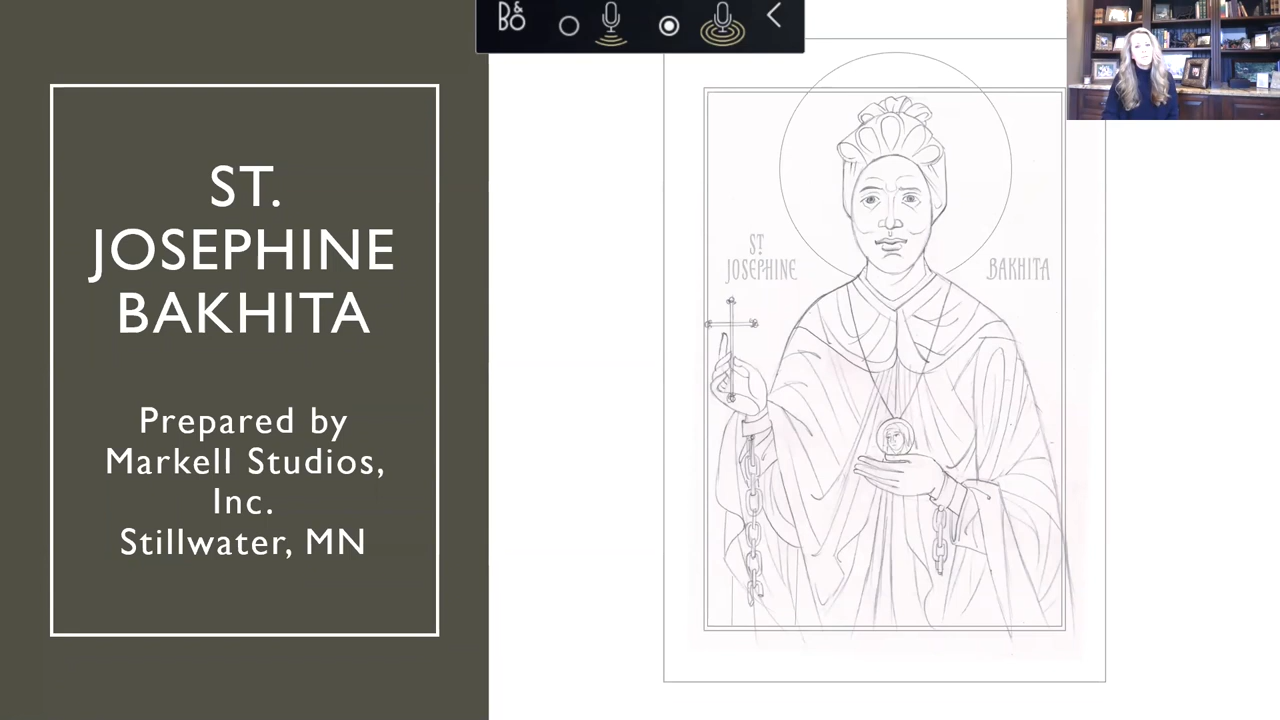 B&O
ST.
JOSEPHINE
BAKHITA
Prepared by
Markell Studios,
Inc.
Stillwater, MN
ST.
JOSEPHINE
BAKHITA